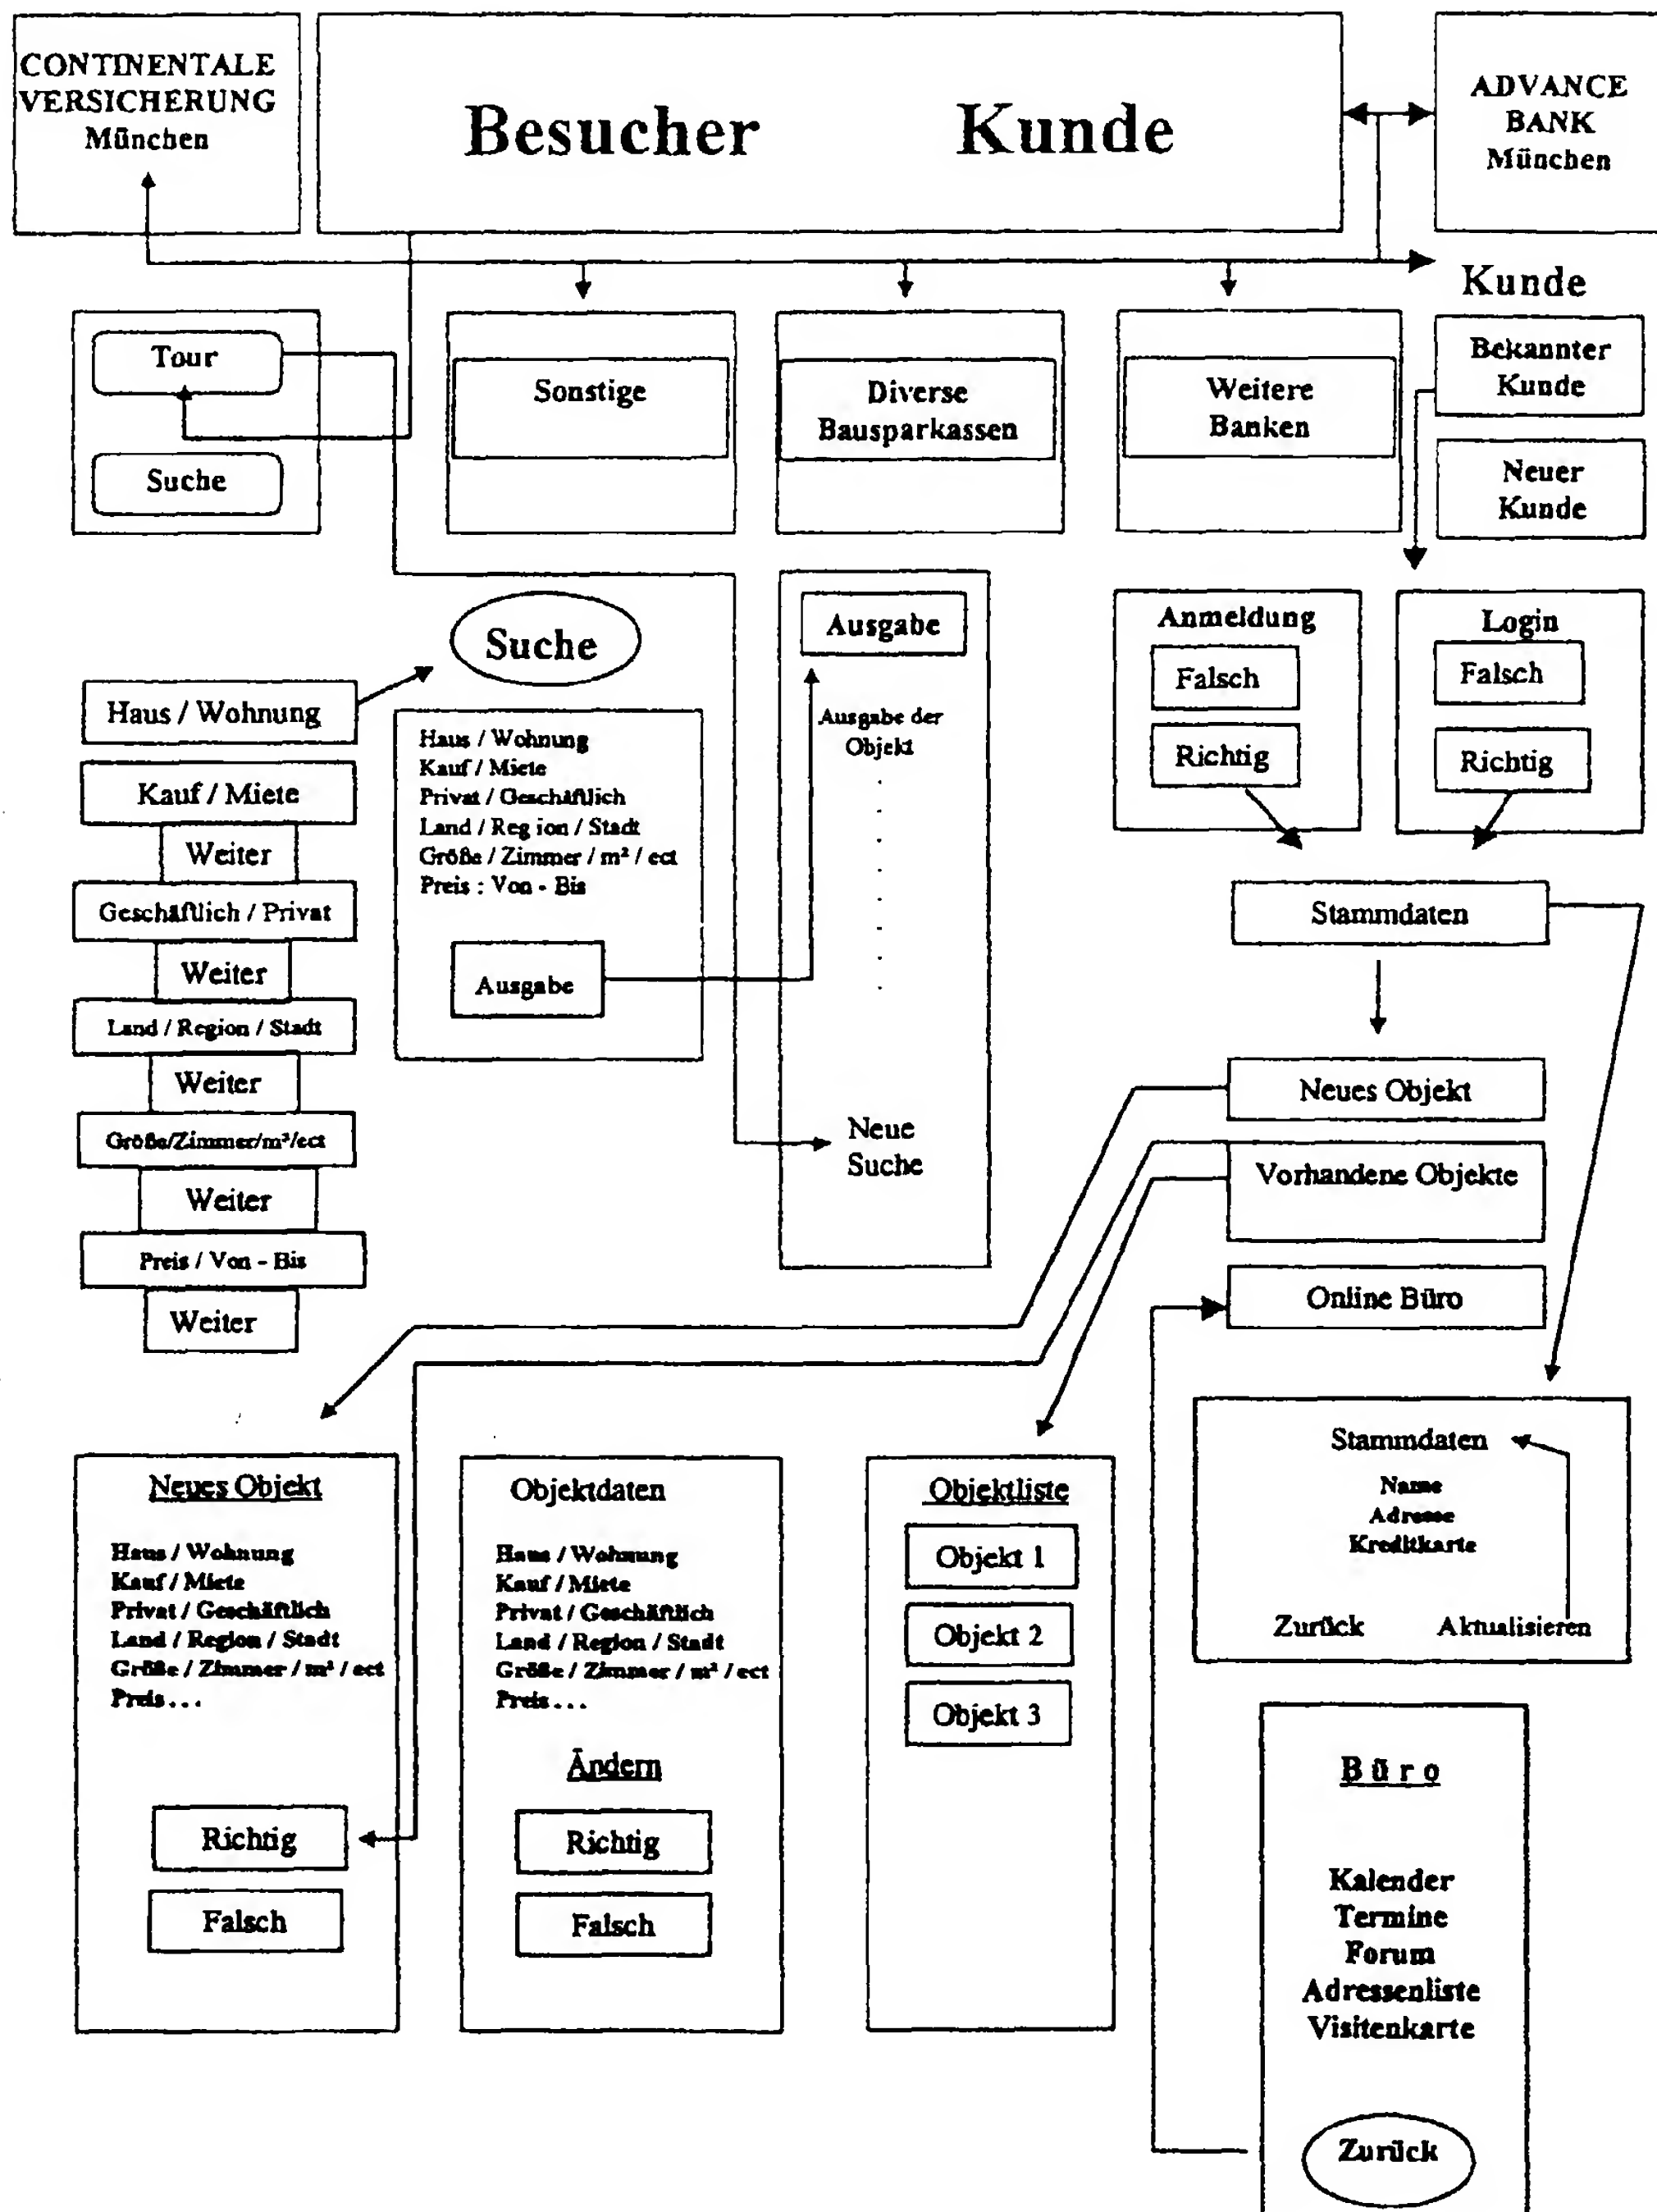 CONTINENTALE
VERSICHERUNG
München
Besucher Kunde
ADVANCE
BANK
München
Kunde
Tour
Suche
Sonstige
Diverse
Bausparkassen
Weitere
Banken
Bekannter
Kunde
Neuer
Kunde
Suche
Haus / Wohnung
Kauf / Miete
Weiter
Geschäftlich / Privat
Weiter
Land / Region / Stadt
Weiter
Größe/Zimmer/m²/ect
Weiter
Preis / Von - Bis
Weiter
Haus / Wohnung
Kauf / Miete
Privat / Geschäftlich
Land / Region / Stadt
Größe / Zimmer / m² / ect
Preis : Von - Bis
Ausgabe
Ausgabe
Ausgabe der
Objekt
Neue
Suche
Anmeldung
Falsch
Richtig
Login
Falsch
Richtig
Stammdaten
Neues Objekt
Vorhandene Objekte
Online Büro
Neues Objekt
Haus / Wohnung
Kauf / Miete
Privat / Geschäftlich
Land / Region / Stadt
Größe / Zimmer / m² / ect
Preis . . .
Richtig
Falsch
Objektdaten
Haus / Wohnung
Kauf / Miete
Privat / Geschäftlich
Land / Region / Stadt
Größe / Zimmer / m² / ect
Preis . . .
Ändern
Richtig
Falsch
Objektliste
Objekt 1
Objekt 2
Objekt 3
Stammdaten
Name
Adresse
Kreditkarte
Zurück Aktualisieren
Büro
Kalender
Termine
Forum
Adressenliste
Visitenkarte
Zurück